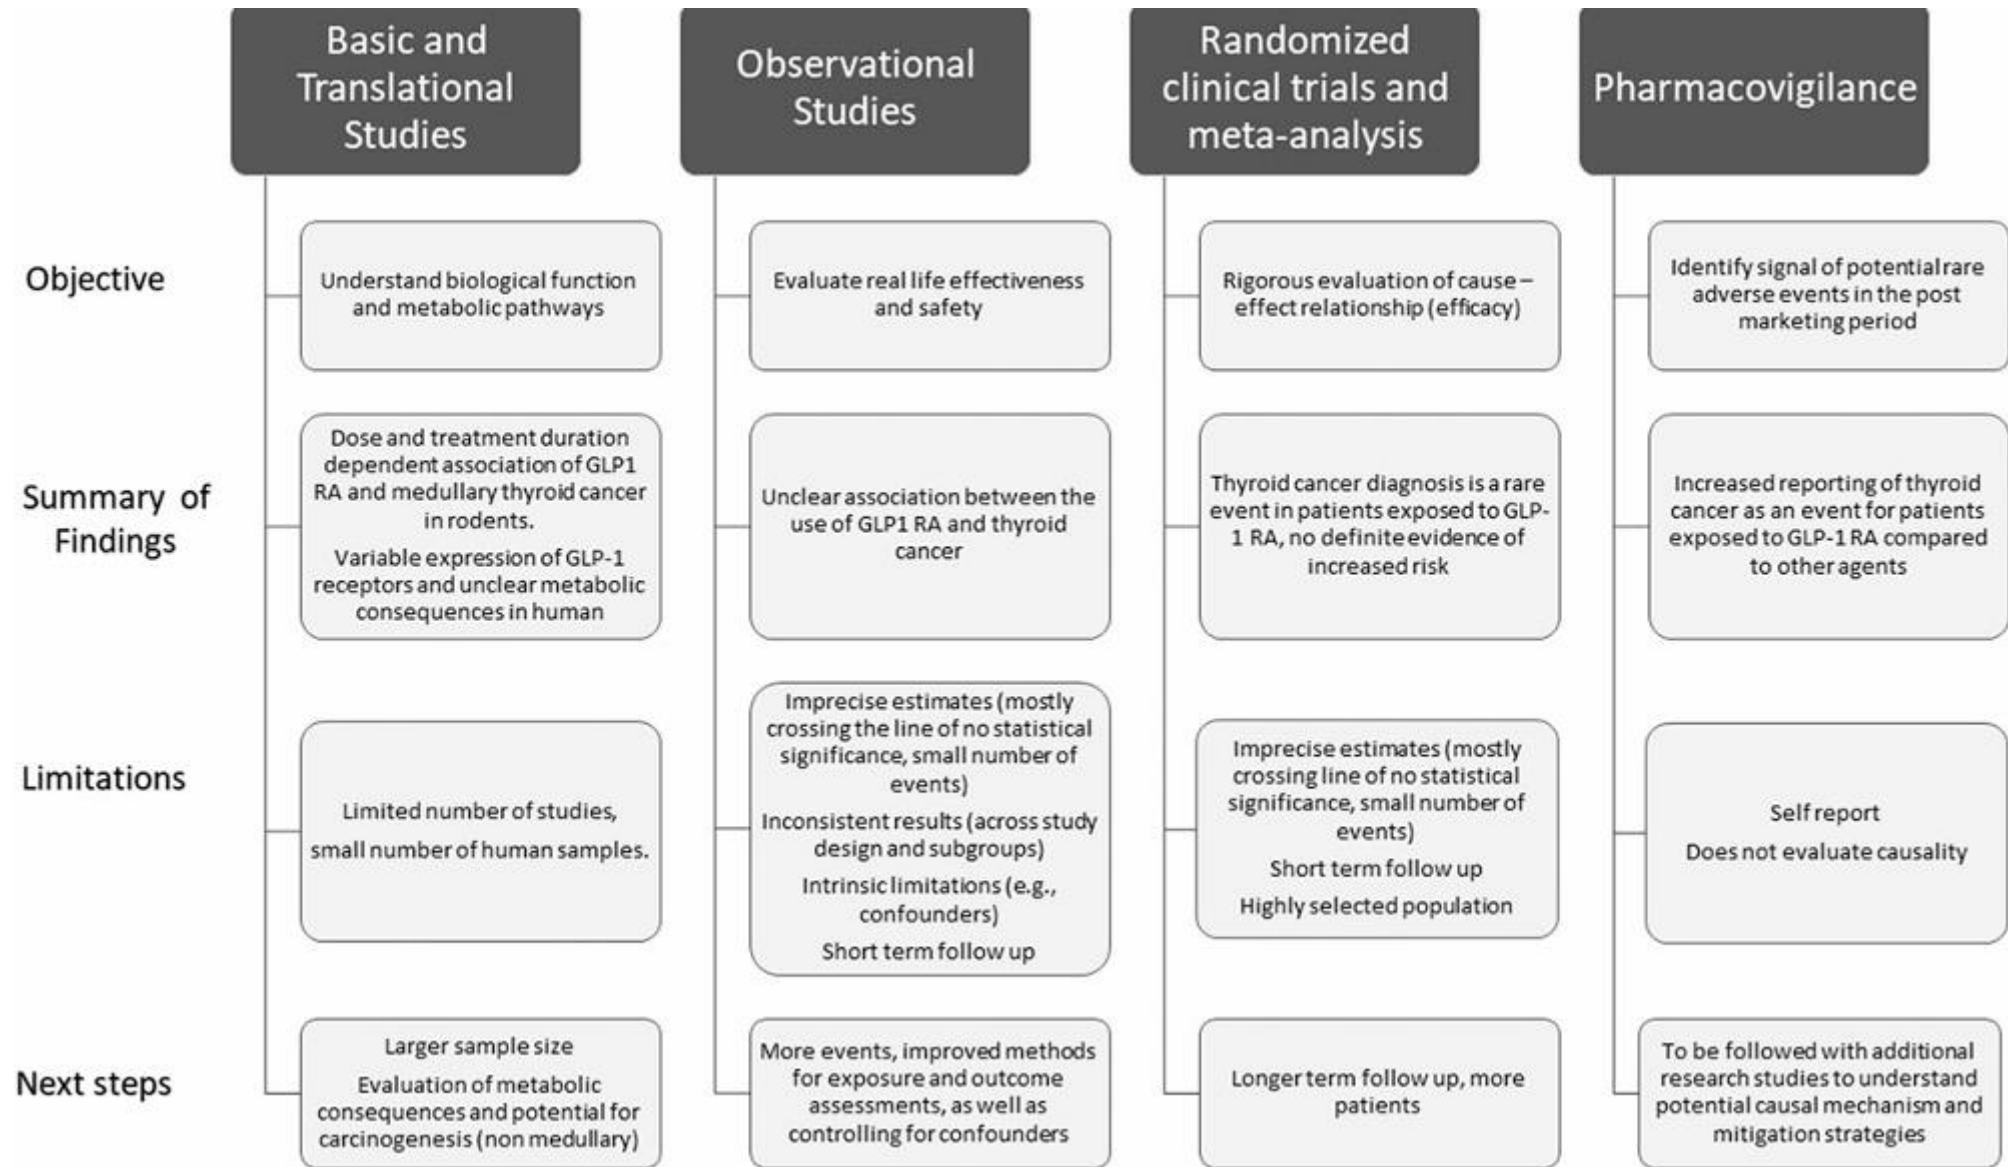 Basic and
Translational
Studies
Observational
Studies
Randomized
clinical trials and
meta-analysis
Pharmacovigilance
Objective
Understand biological function
and metabolic pathways
Evaluate real life effectiveness
and safety
Rigorous evaluation of cause –
effect relationship (efficacy)
Identify signal of potential rare
adverse events in the post
marketing period
Summary of
Findings
Dose and treatment duration
dependent association of GLP1
RA and medullary thyroid cancer
in rodents.
Variable expression of GLP-1
receptors and unclear metabolic
consequences in human
Unclear association between the
use of GLP1 RA and thyroid
cancer
Thyroid cancer diagnosis is a rare
event in patients exposed to GLP-
1 RA, no definite evidence of
increased risk
Increased reporting of thyroid
cancer as an event for patients
exposed to GLP-1 RA compared
to other agents
Limitations
Limited number of studies,
small number of human samples.
Imprecise estimates (mostly
crossing the line of no statistical
significance, small number of
events)
Inconsistent results (across study
design and subgroups)
Intrinsic limitations (e.g.,
confounders)
Short term follow up
Imprecise estimates (mostly
crossing line of no statistical
significance, small number of
events)
Short term follow up
Highly selected population
Self report
Does not evaluate causality
Next steps
Larger sample size
Evaluation of metabolic
consequences and potential for
carcinogenesis (non medullary)
More events, improved methods
for exposure and outcome
assessments, as well as
controlling for confounders
Longer term follow up, more
patients
To be followed with additional
research studies to understand
potential causal mechanism and
mitigation strategies